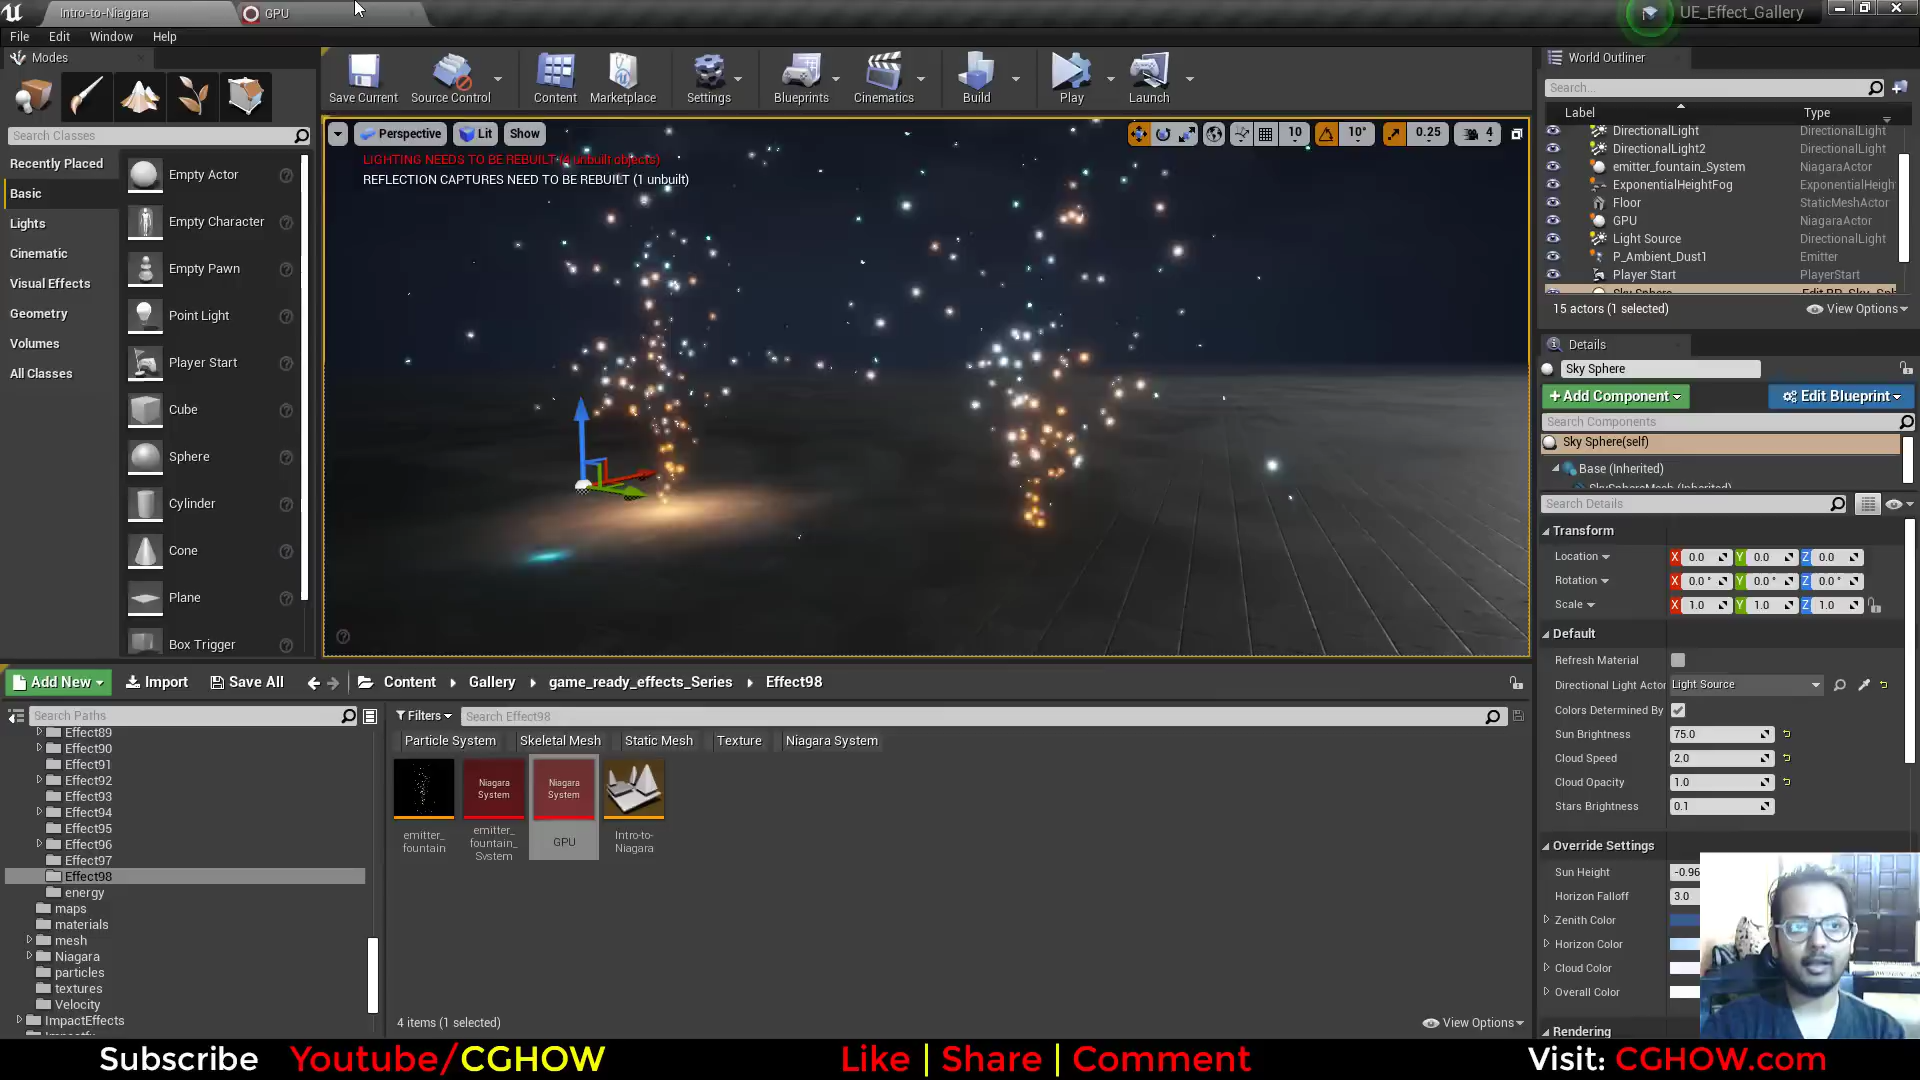 Intro-to-Niagara
GPU
UE_Effect_Gallery
File Edit Window Help
Modes
Search Classes
Recently Placed
Basic
Lights
Cinematic
Visual Effects
Geometry
Volumes
All Classes
Empty Actor
Empty Character
Empty Pawn
Point Light
Player Start
Cube
Sphere
Cylinder
Cone
Plane
Box Trigger
Save Current Source Control Content Marketplace Settings Blueprints Cinematics Build Play Launch
Perspective Lit Show 10 10° 0.25 4
LIGHTING NEEDS TO BE REBUILT (4 unbuilt objects)
REFLECTION CAPTURES NEED TO BE REBUILT (1 unbuilt)
World Outliner
Search...
Label Type
DirectionalLight DirectionalLight
DirectionalLight2 DirectionalLight
emitter_fountain_System NiagaraActor
ExponentialHeightFog ExponentialHeigh
Floor StaticMeshActor
GPU NiagaraActor
Light Source DirectionalLight
P_Ambient_Dust1 Emitter
Player Start PlayerStart
Sky Sphere Edit BP_Sky_Sph
15 actors (1 selected) View Options
Details
Sky Sphere
+Add Component Edit Blueprint
Search Components
Sky Sphere(self)
Base (Inherited)
SkySphereMesh (Inherited)
Search Details
Transform
Location X 0.0 Y 0.0 Z 0.0
Rotation X 0.0 ° Y 0.0 ° Z 0.0 °
Scale X 1.0 Y 1.0 Z 1.0
Default
Refresh Material
Directional Light Actor Light Source
Colors Determined By
Sun Brightness 75.0
Cloud Speed 2.0
Cloud Opacity 1.0
Stars Brightness 0.1
Override Settings
Sun Height -0.96
Horizon Falloff 3.0
Zenith Color
Horizon Color
Cloud Color
Overall Color
Rendering
Add New Import Save All Content Gallery game_ready_effects_Series Effect98
Search Paths
Effect89
Effect90
Effect91
Effect92
Effect93
Effect94
Effect95
Effect96
Effect97
Effect98
energy
maps
materials
mesh
Niagara
particles
textures
Velocity
ImpactEffects
Filters Search Effect98
Particle System Skeletal Mesh Static Mesh Texture Niagara System
Niagara System
Niagara System
emitter_fountain
emitter_fountain_System
GPU
Intro-to-Niagara
4 items (1 selected) View Options
Subscribe Youtube/CGHOW Like | Share | Comment Visit: CGHOW.com